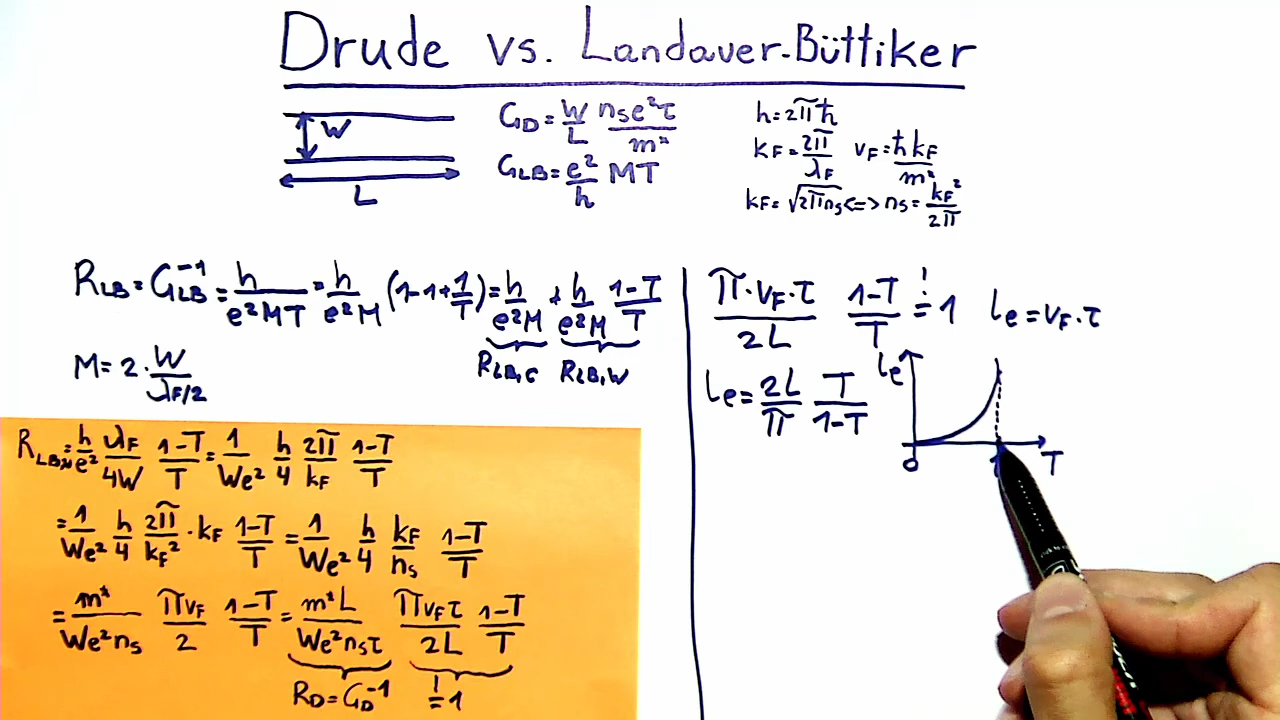 Drude vs. Landauer-Büttiker
W
L
G_D = W/L n_s e²τ/m*
G_LB = e²/h MT
h = 2πħ
k_F = 2π/λ_F v_F = ħk_F/m*
k_F = √(2πn_s) <=> n_s = k_F²/2π
R_LB = G_LB⁻¹ = h/(e²MT) = h/(e²M) (1-1+1/T) = h/(e²M) + h/(e²M) (1-T)/T
R_LB,C R_LB,W
M = 2 · W/(λ_F/2)
R_LB,W = h/e² λ_F/4W (1-T)/T = 1/(We²) h/4 2π/k_F (1-T)/T
= 1/(We²) h/4 2π/k_F² · k_F (1-T)/T = 1/(We²) h/4 k_F/n_s (1-T)/T
= m*/(We²n_s) πv_F/2 (1-T)/T = m*L/(We²n_sτ) πv_Fτ/2L (1-T)/T
R_D = G_D⁻¹ != 1
π·v_F·τ/2L (1-T)/T != 1 l_e = v_F·τ
l_e = 2L/π T/(1-T)
l_e
0
T